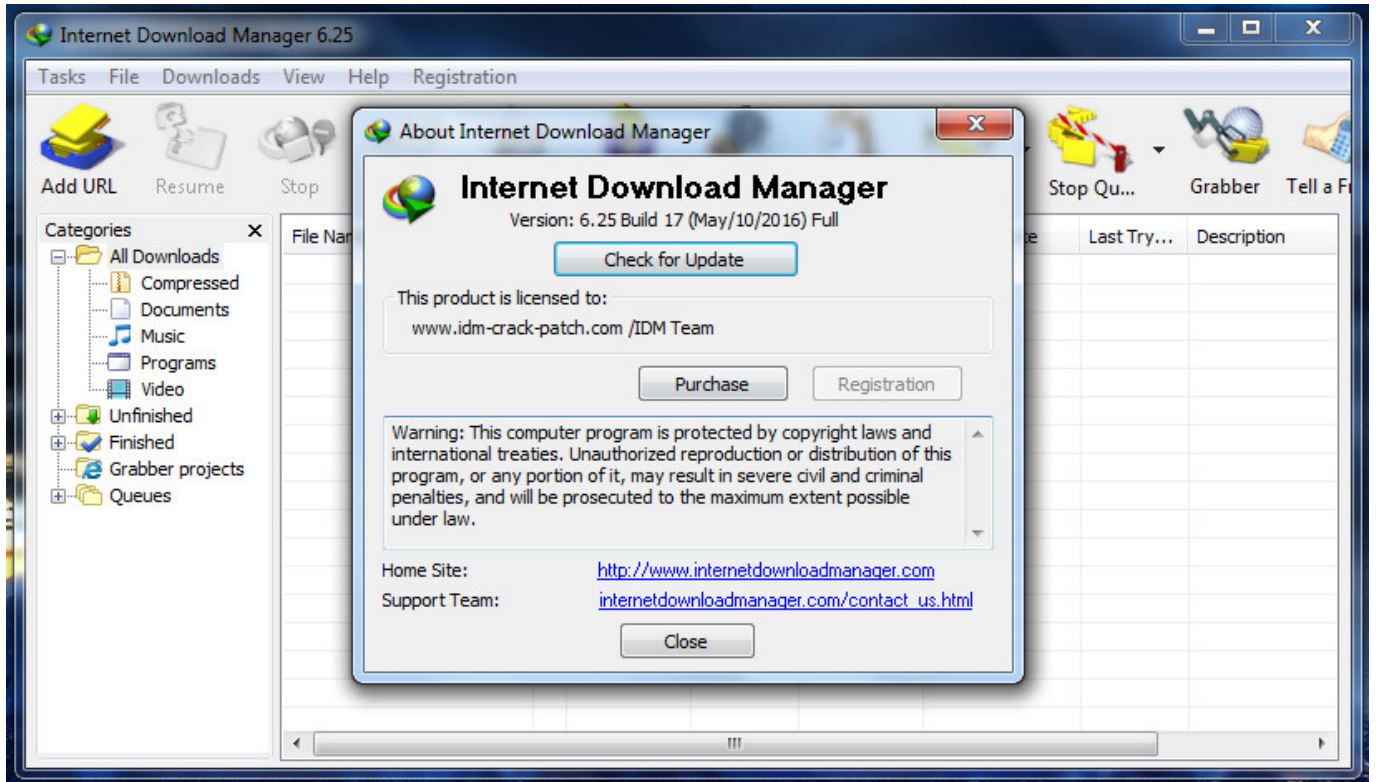 Internet Download Manager 6.25
Tasks File Downloads View Help Registration
Add URL
Resume
Stop
Stop Qu...
Grabber
Tell a Fr
Categories
All Downloads
Compressed
Documents
Music
Programs
Video
Unfinished
Finished
Grabber projects
Queues
File Nam
Last Try...
Description
About Internet Download Manager
Internet Download Manager
Version: 6.25 Build 17 (May/10/2016) Full
Check for Update
This product is licensed to:
www.idm-crack-patch.com /IDM Team
Purchase
Registration
Warning: This computer program is protected by copyright laws and
international treaties. Unauthorized reproduction or distribution of this
program, or any portion of it, may result in severe civil and criminal
penalties, and will be prosecuted to the maximum extent possible
under law.
Home Site: http://www.internetdownloadmanager.com
Support Team: internetdownloadmanager.com/contact_us.html
Close